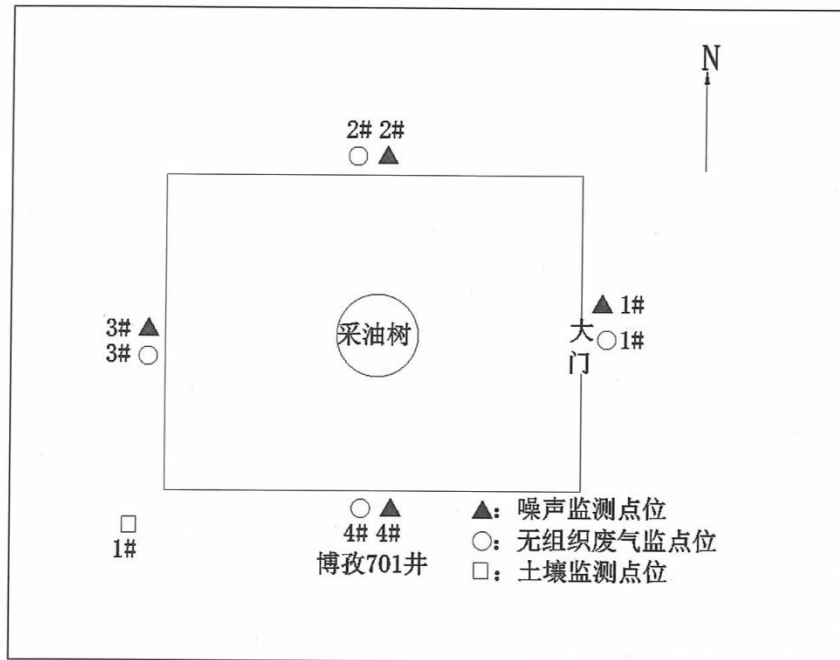 N
2# 2#
3#
3#
采油树
大门
1#
1#
4# 4#
1#
博孜701井
▲：噪声监测点位
○：无组织废气监点位
□：土壤监测点位